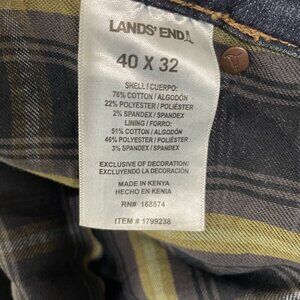 LANDS' END
40 X 32
SHELL / CUERPO:
76% COTTON / ALGODÓN
22% POLYESTER / POLIÉSTER
2% SPANDEX / SPANDEX
LINING / FORRO:
51% COTTON / ALGODÓN
46% POLYESTER / POLIÉSTER
3% SPANDEX / SPANDEX
EXCLUSIVE OF DECORATION/
EXCLUYENDO LA DECORACIÓN
MADE IN KENYA
HECHO EN KENIA
RN# 168874
ITEM # 1799238